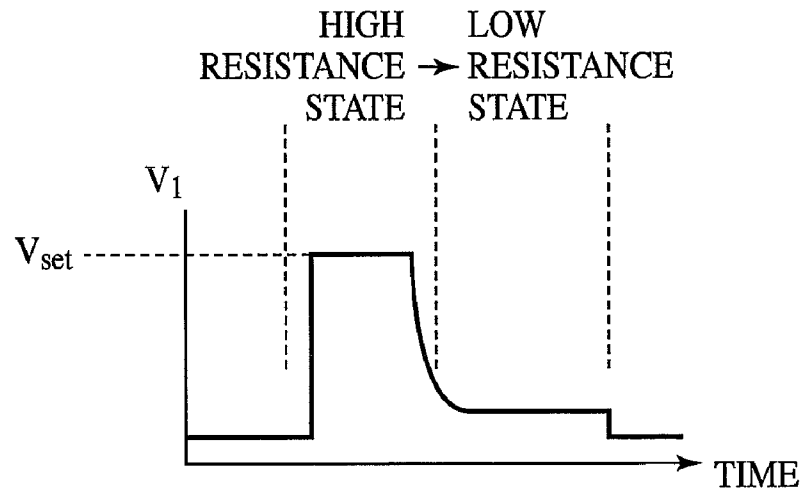 HIGH
RESISTANCE
STATE
→
LOW
RESISTANCE
STATE
V1
Vset
TIME